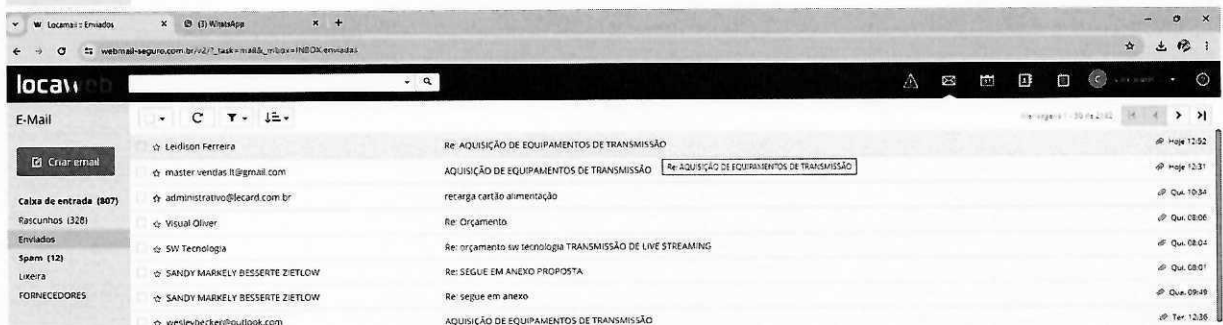 Locamail :: Enviados
(3) WhatsApp
webmail-seguro.com.br/v2/?_task=mail&_mbox=INBOX.enviadas
locaweb
E-Mail
Criar email
Caixa de entrada (807)
Rascunhos (328)
Enviados
Spam (12)
Lixeira
FORNECEDORES
Leidison Ferreira Re: AQUISIÇÃO DE EQUIPAMENTOS DE TRANSMISSÃO Hoje 12:52
master.vendas.lt@gmail.com AQUISIÇÃO DE EQUIPAMENTOS DE TRANSMISSÃO Re: AQUISIÇÃO DE EQUIPAMENTOS DE TRANSMISSÃO Hoje 12:31
administrativo@lecard.com.br recarga cartão alimentação Qui. 10:34
Visual Oliver Re: Orçamento Qui. 08:06
SW Tecnologia Re: orçamento sw tecnologia TRANSMISSÃO DE LIVE STREAMING Qui. 08:04
SANDY MARKELY BESSERTE ZIETLOW Re: SEGUE EM ANEXO PROPOSTA Qui. 08:01
SANDY MARKELY BESSERTE ZIETLOW Re: segue em anexo Qua. 09:49
wesleybecker@outlook.com AQUISIÇÃO DE EQUIPAMENTOS DE TRANSMISSÃO Ter. 12:36